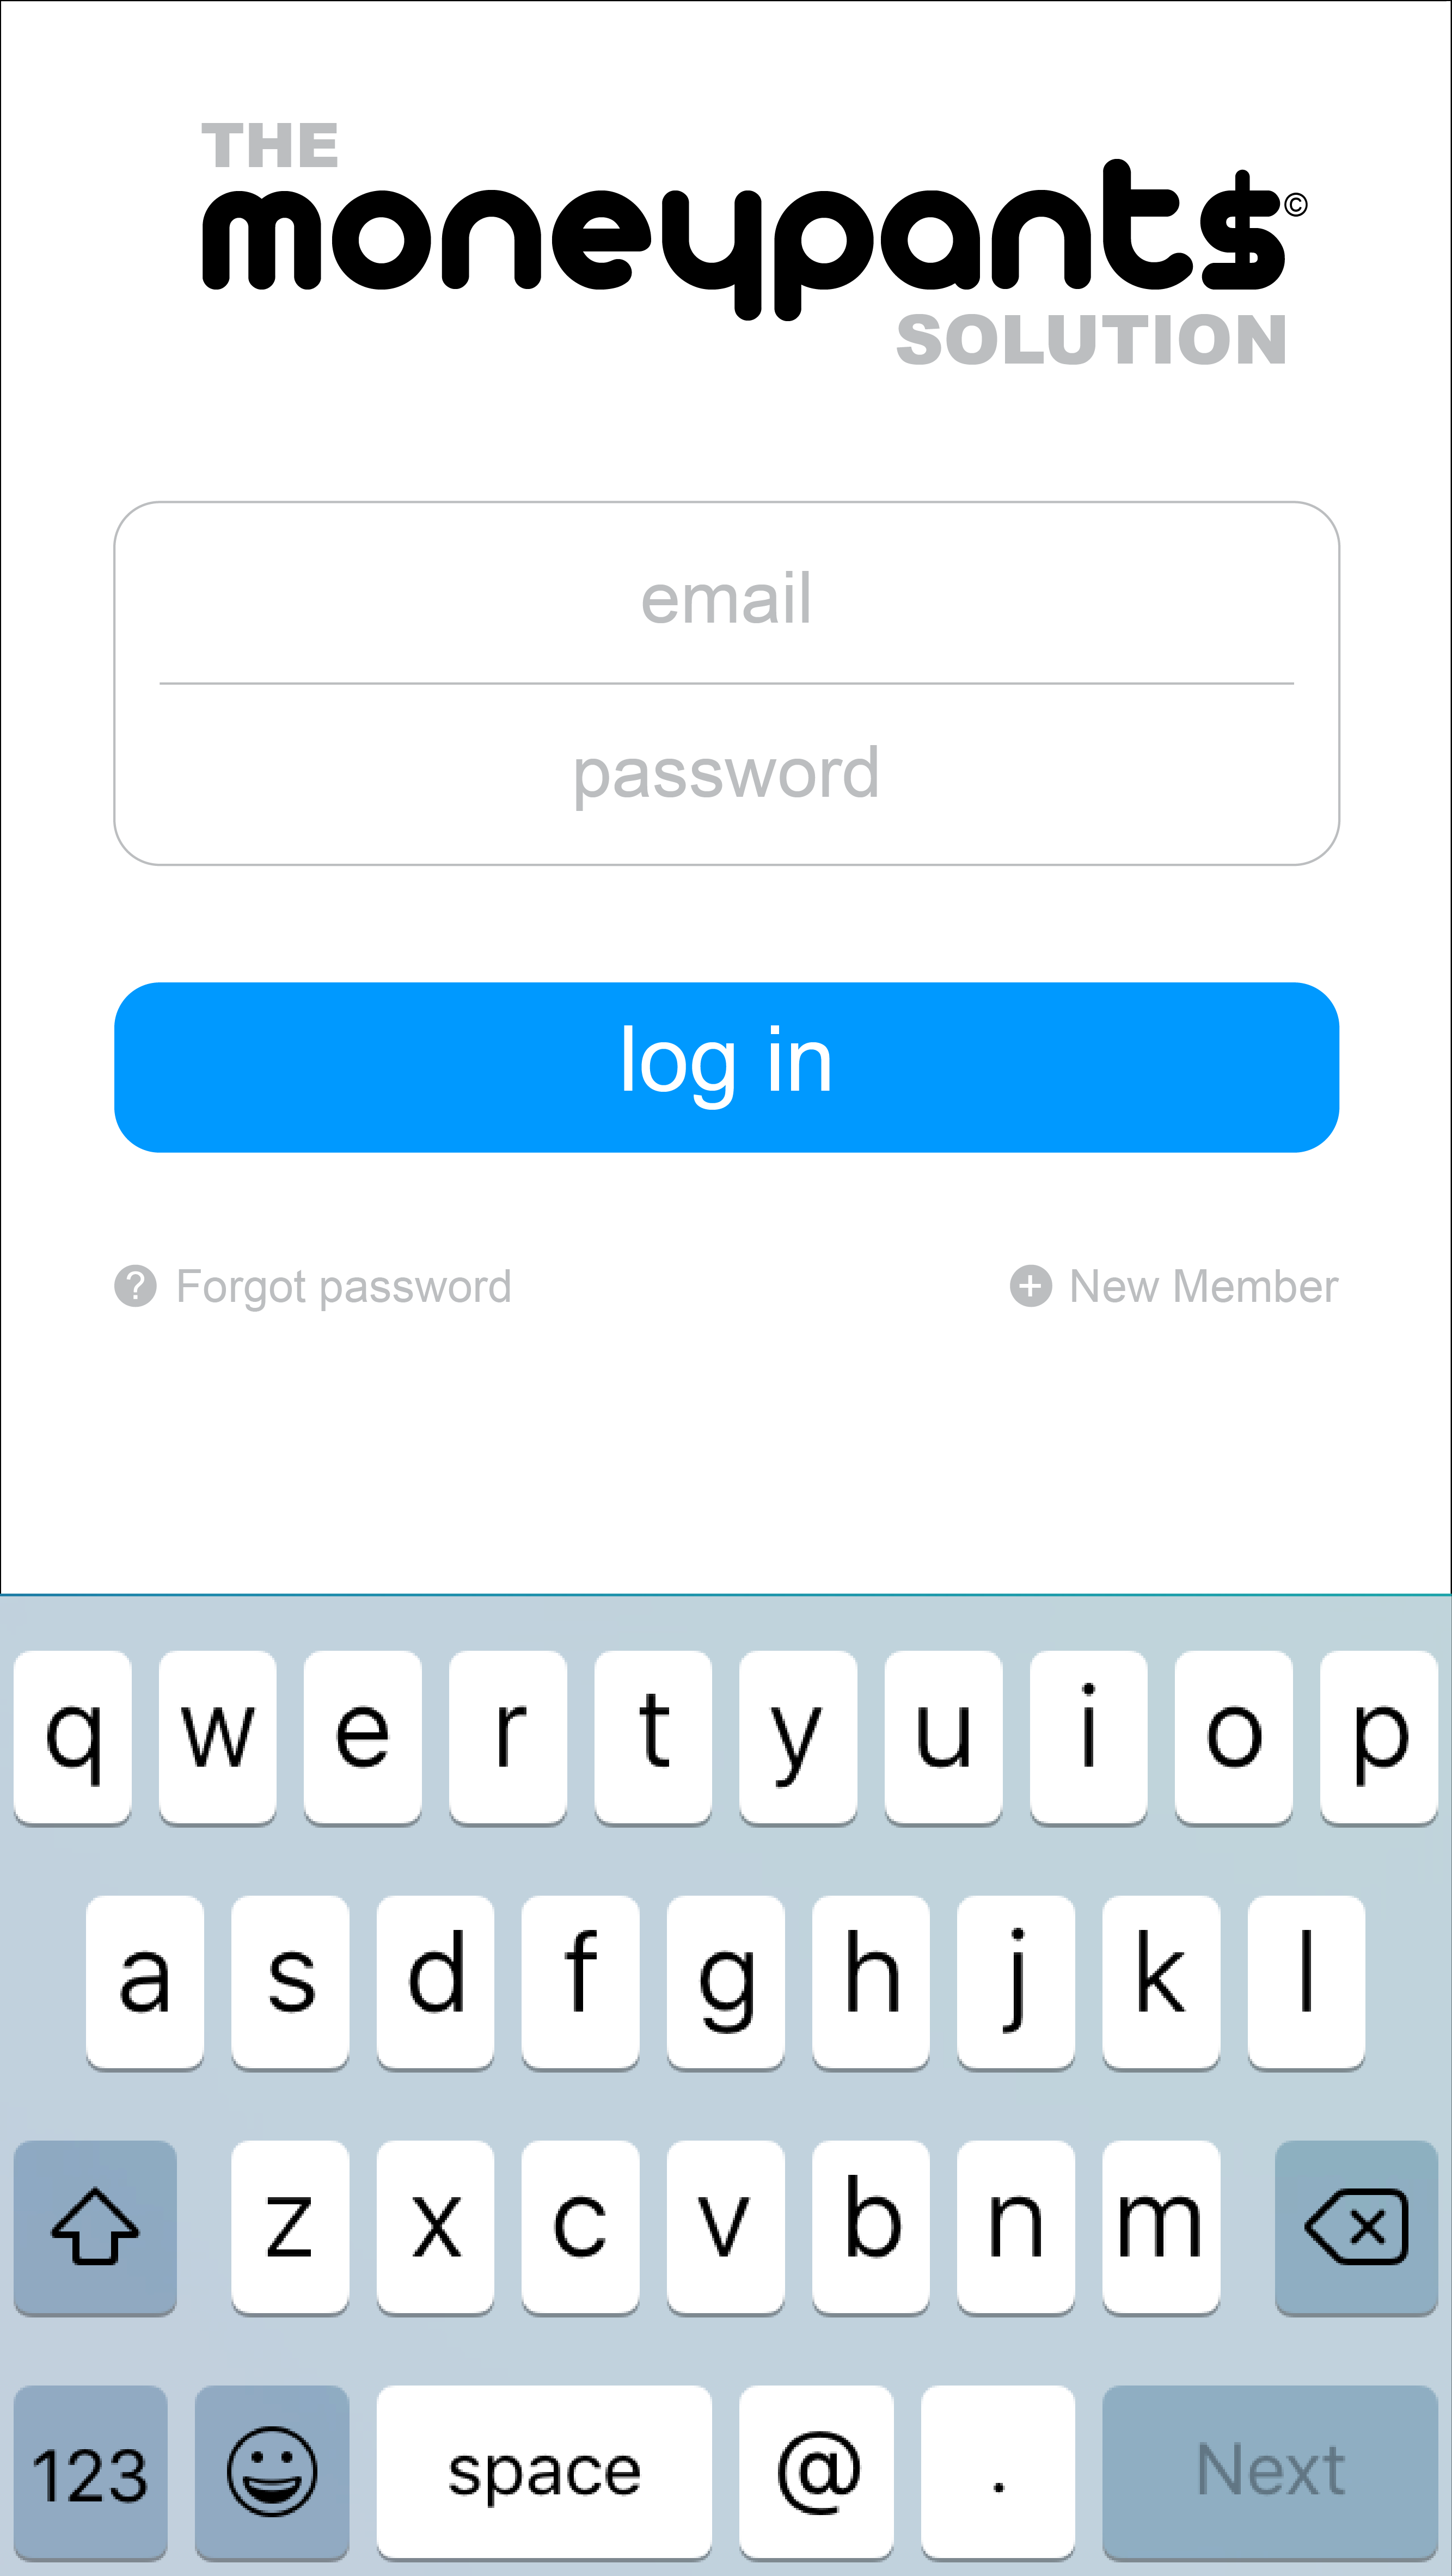 THE
moneypant$©
SOLUTION
email
password
log in
? Forgot password + New Member
q w e r t y u i o p
a s d f g h j k l
z x c v b n m
123 space @ . Next